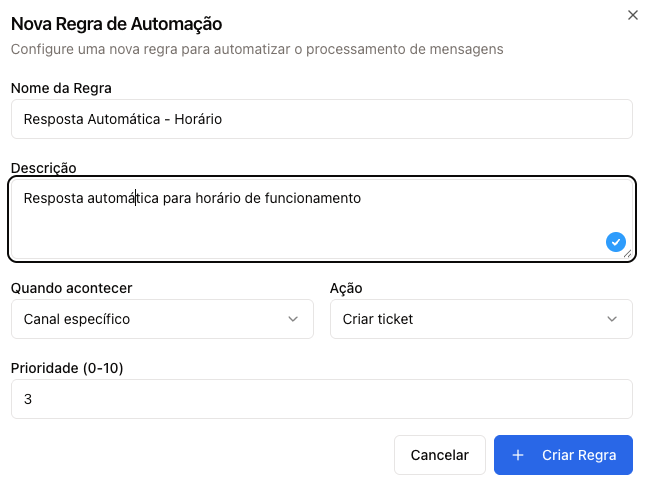 Nova Regra de Automação
Configure uma nova regra para automatizar o processamento de mensagens
Nome da Regra
Resposta Automática - Horário
Descrição
Resposta automática para horário de funcionamento
Quando acontecer
Ação
Canal específico
Criar ticket
Prioridade (0-10)
3
Cancelar
+ Criar Regra